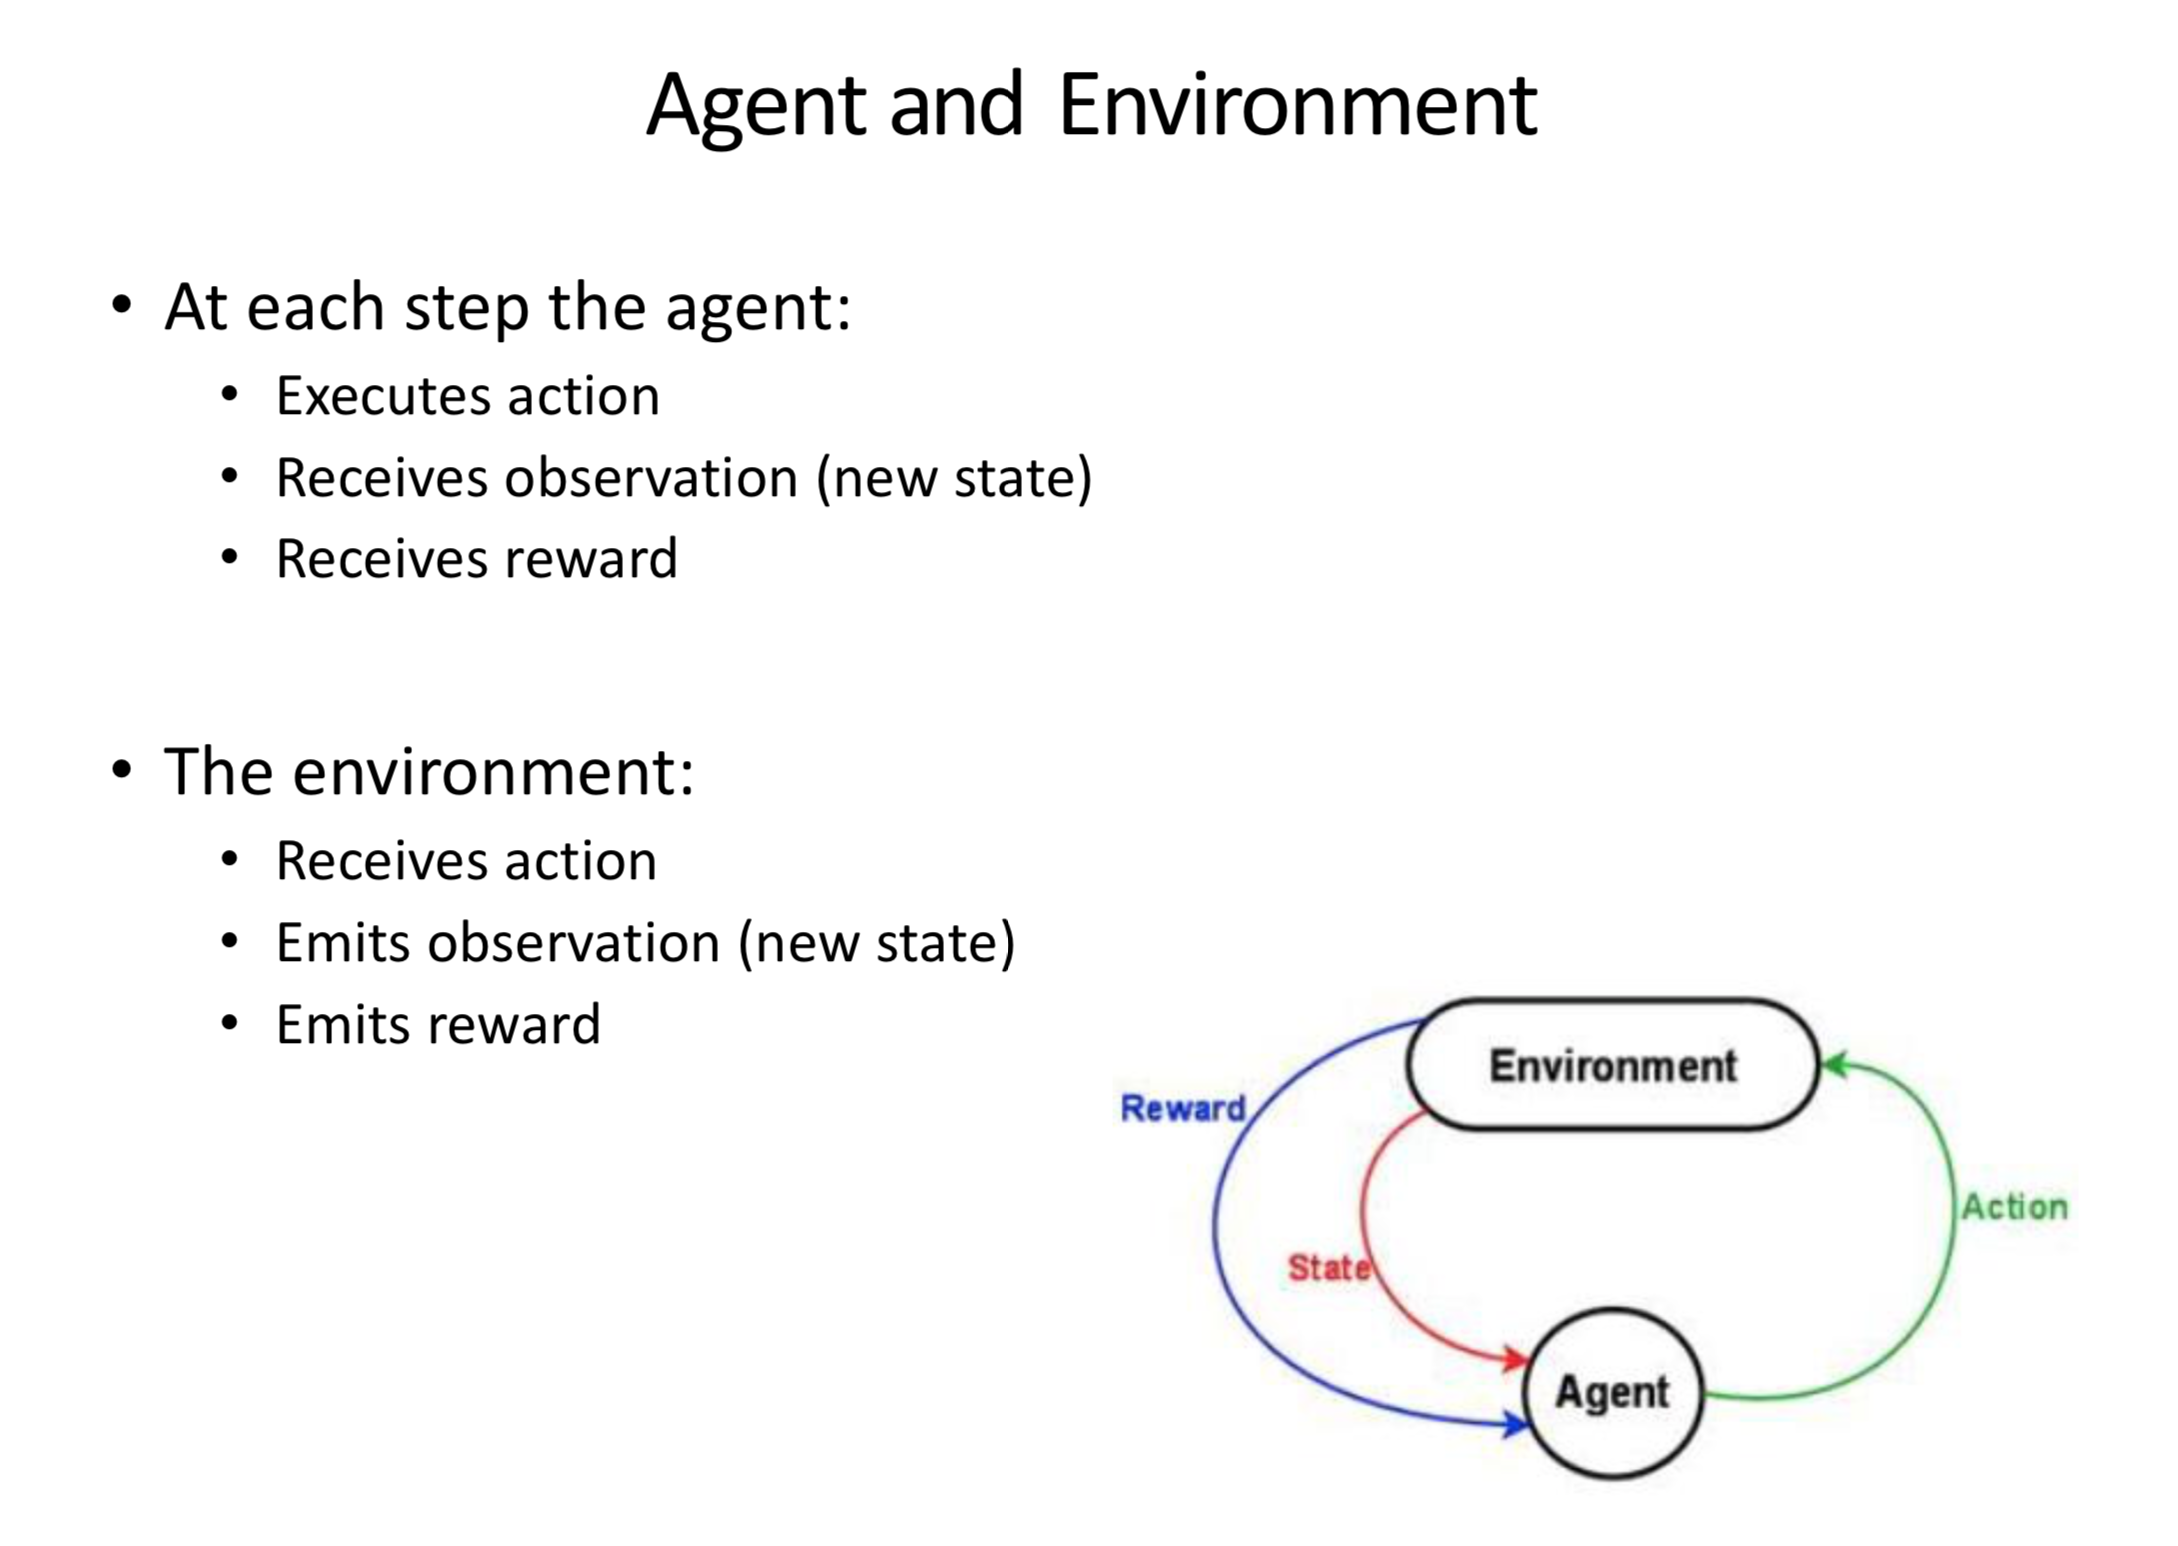 Agent and Environment
• At each step the agent:
• Executes action
• Receives observation (new state)
• Receives reward
• The environment:
• Receives action
• Emits observation (new state)
• Emits reward
Environment
Reward
Action
State
Agent